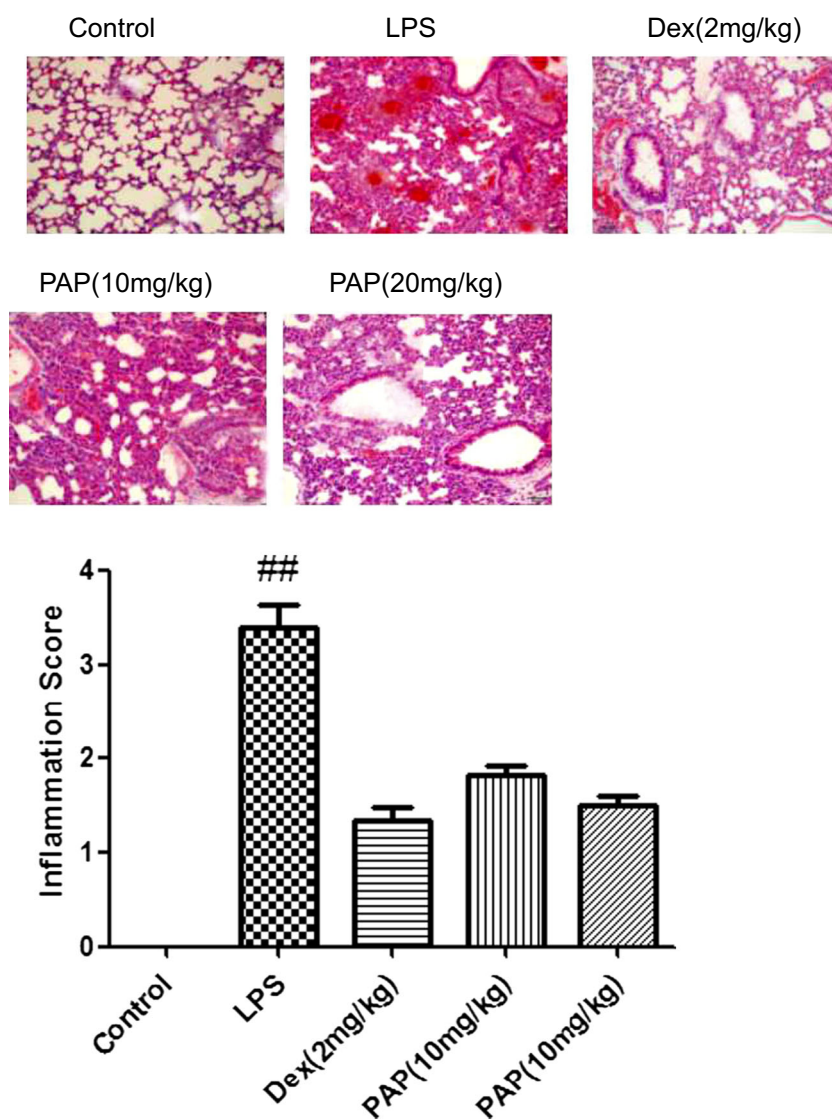 Control LPS Dex(2mg/kg)
PAP(10mg/kg) PAP(20mg/kg)
##
4
3
2
1
0
Inflammation Score
Control
LPS
Dex(2mg/kg)
PAP(10mg/kg)
PAP(10mg/kg)